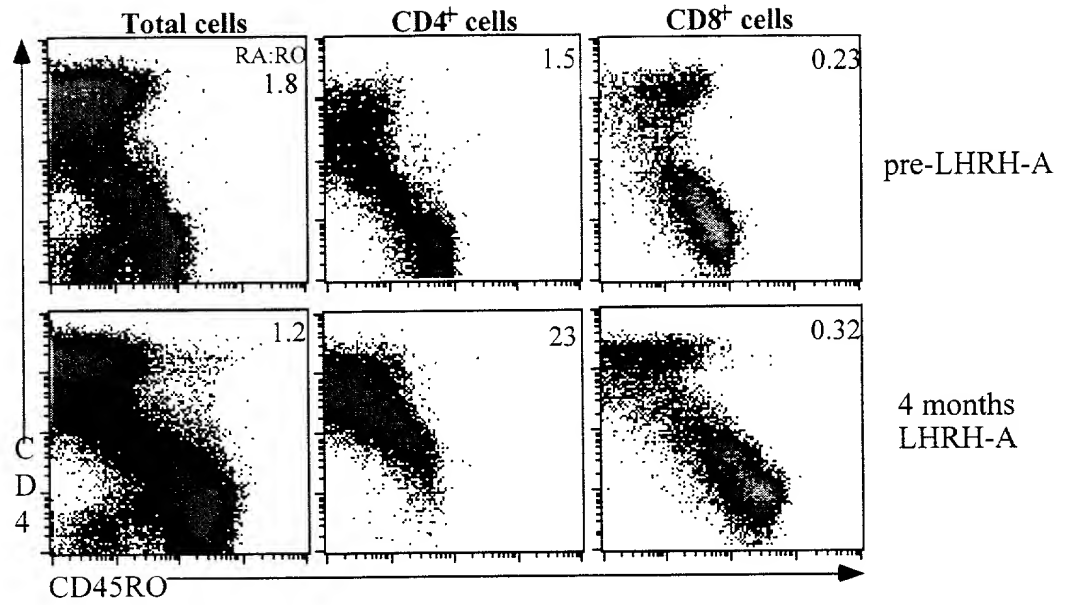 Total cells
CD4+ cells
CD8+ cells
RA:RO
1.8
1.5
0.23
pre-LHRH-A
1.2
23
0.32
4 months
LHRH-A
CD4
CD45RO